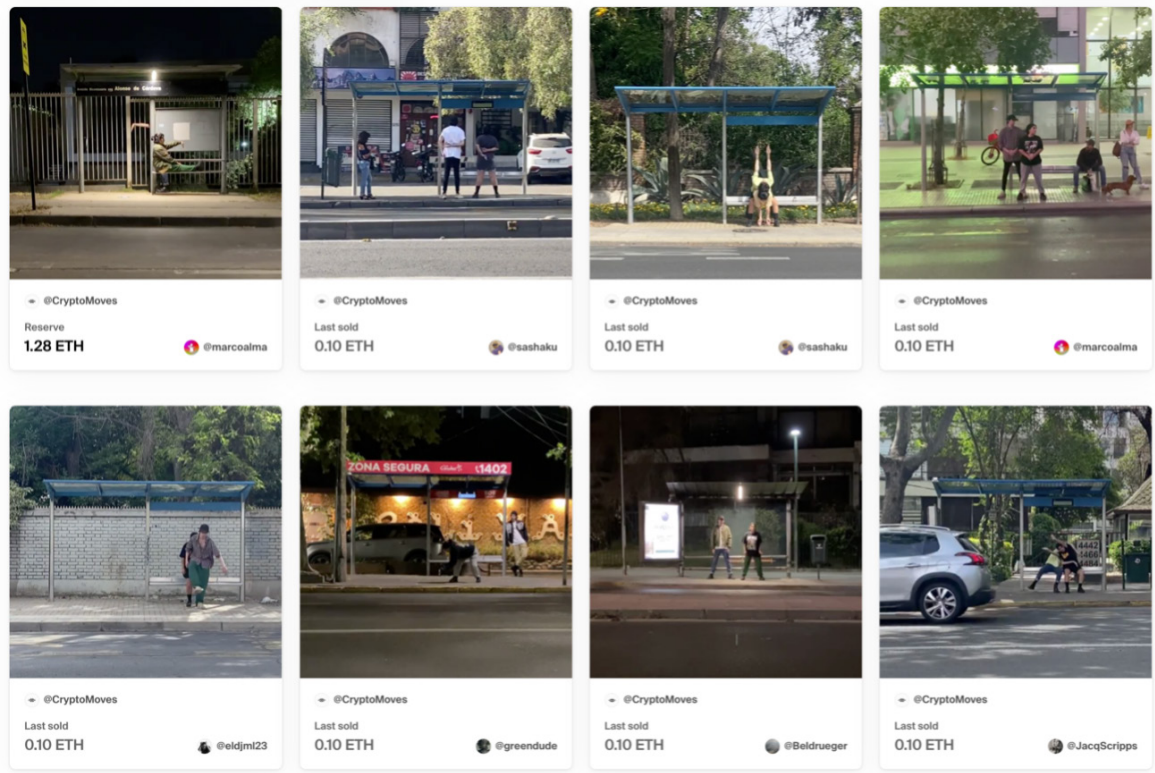 @CryptoMoves
Reserve
1.28 ETH
@marcoalma
@CryptoMoves
Last sold
0.10 ETH
@sashaku
@CryptoMoves
Last sold
0.10 ETH
@sashaku
@CryptoMoves
Last sold
0.10 ETH
@marcoalma
ZONA SEGURA
1402
@CryptoMoves
Last sold
0.10 ETH
@eldjml23
@CryptoMoves
Last sold
0.10 ETH
@greendude
@CryptoMoves
Last sold
0.10 ETH
@Beldrueger
@CryptoMoves
Last sold
0.10 ETH
@JacqScripps